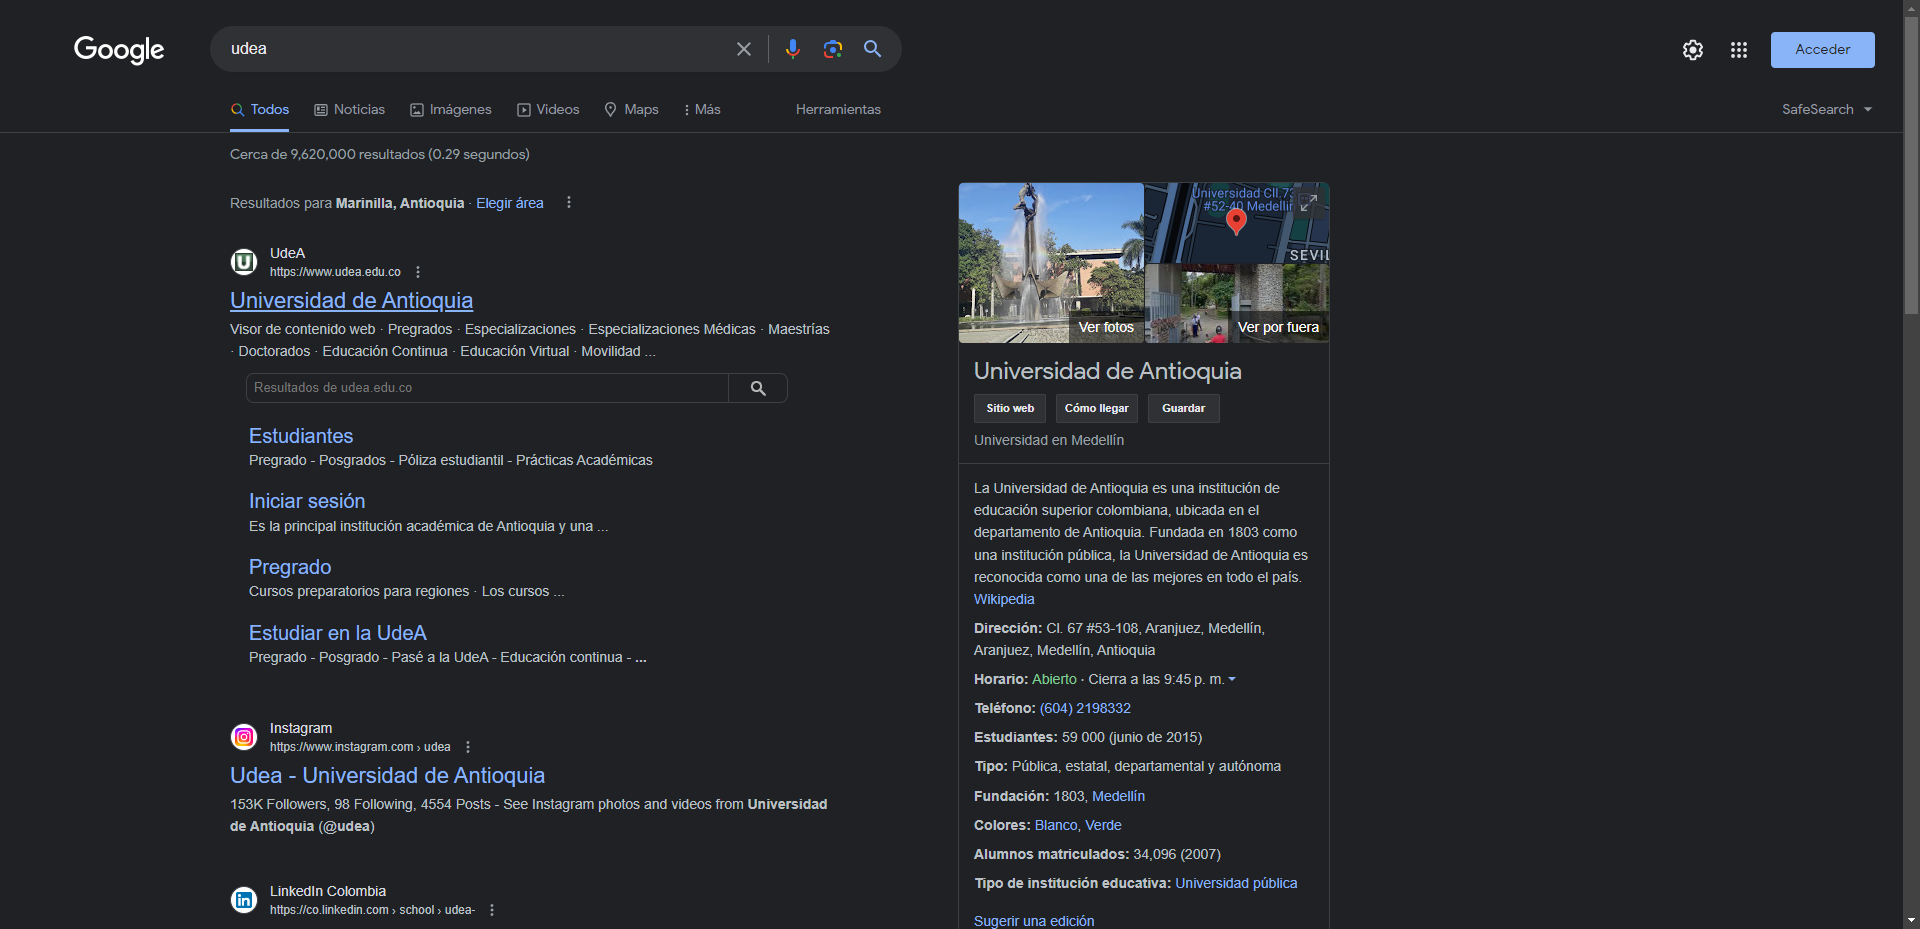 Google
udea
Acceder
Todos
Noticias
Imágenes
Videos
Maps
Más
Herramientas
SafeSearch
Cerca de 9,620,000 resultados (0.29 segundos)
Resultados para Marinilla, Antioquia · Elegir área
UdeA
https://www.udea.edu.co
Universidad de Antioquia
Visor de contenido web · Pregrados · Especializaciones · Especializaciones Médicas · Maestrías
· Doctorados · Educación Continua · Educación Virtual · Movilidad ...
Resultados de udea.edu.co
Estudiantes
Pregrado - Posgrados - Póliza estudiantil - Prácticas Académicas
Iniciar sesión
Es la principal institución académica de Antioquia y una ...
Pregrado
Cursos preparatorios para regiones · Los cursos ...
Estudiar en la UdeA
Pregrado - Posgrado - Pasé a la UdeA - Educación continua - ...
Instagram
https://www.instagram.com › udea
Udea - Universidad de Antioquia
153K Followers, 98 Following, 4554 Posts - See Instagram photos and videos from Universidad
de Antioquia (@udea)
LinkedIn Colombia
https://co.linkedin.com › school › udea-
Universidad Cll.73
#52-40 Medellín
SEVIL
Ver fotos
Ver por fuera
Universidad de Antioquia
Sitio web
Cómo llegar
Guardar
Universidad en Medellín
La Universidad de Antioquia es una institución de
educación superior colombiana, ubicada en el
departamento de Antioquia. Fundada en 1803 como
una institución pública, la Universidad de Antioquia es
reconocida como una de las mejores en todo el país.
Wikipedia
Dirección: Cl. 67 #53-108, Aranjuez, Medellín,
Aranjuez, Medellín, Antioquia
Horario: Abierto · Cierra a las 9:45 p. m.
Teléfono: (604) 2198332
Estudiantes: 59 000 (junio de 2015)
Tipo: Pública, estatal, departamental y autónoma
Fundación: 1803, Medellín
Colores: Blanco, Verde
Alumnos matriculados: 34,096 (2007)
Tipo de institución educativa: Universidad pública
Sugerir una edición